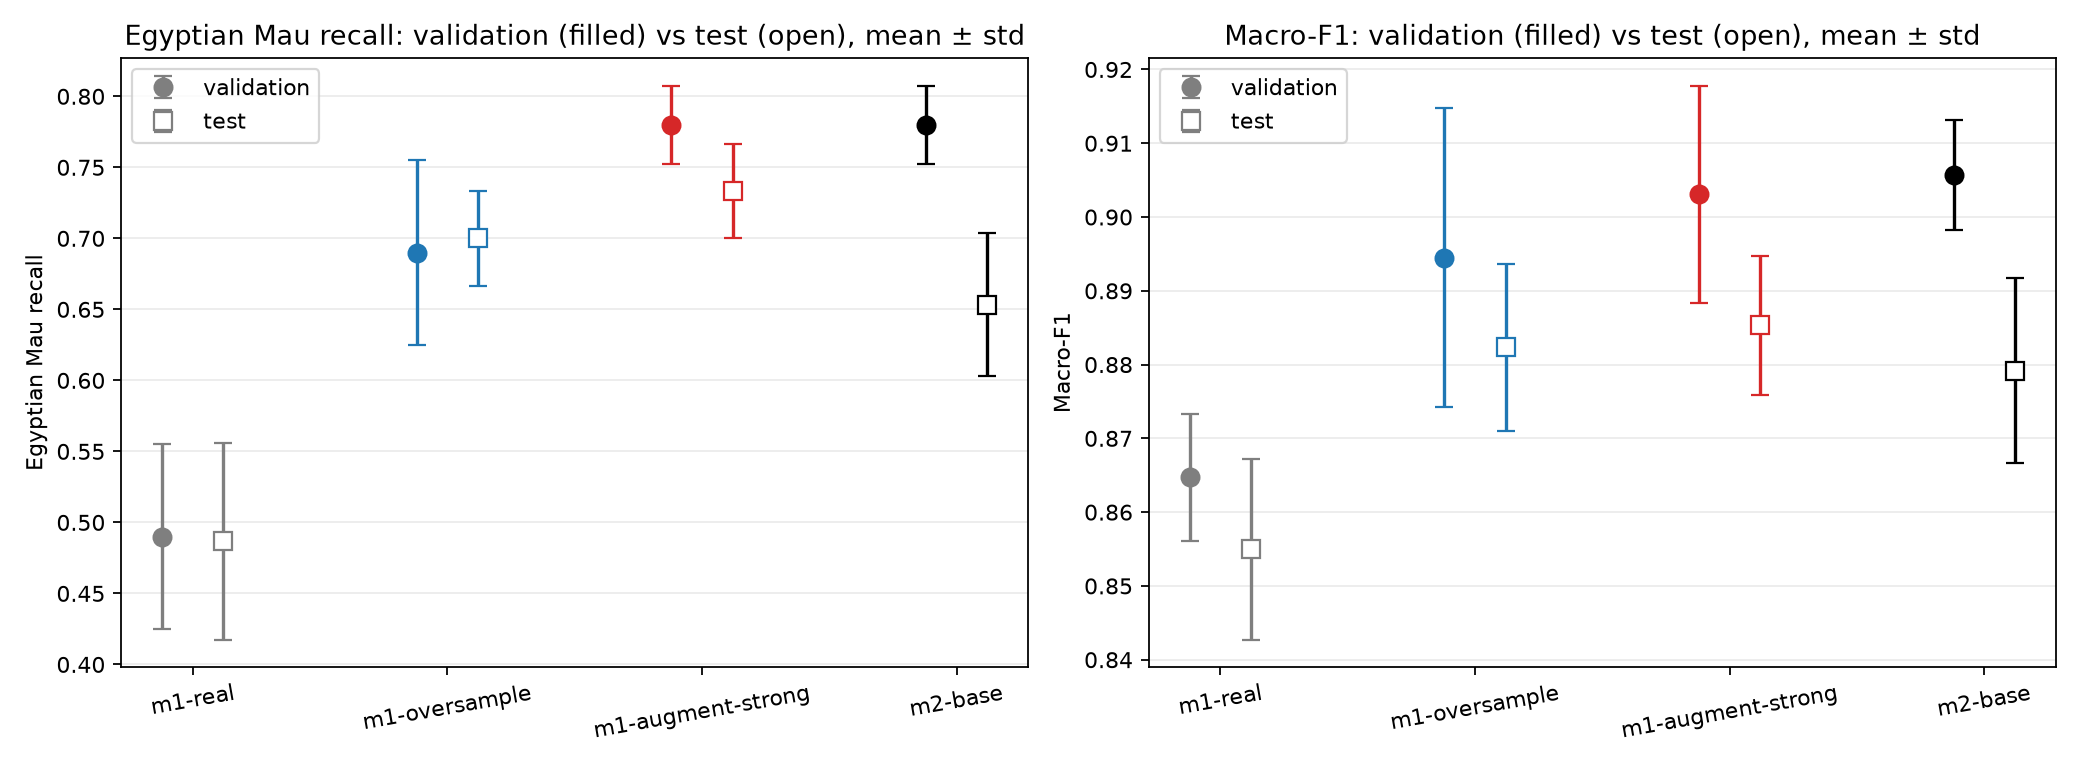 Egyptian Mau recall: validation (filled) vs test (open), mean ± std
validation
test
Egyptian Mau recall
0.80
0.75
0.70
0.65
0.60
0.55
0.50
0.45
0.40
m1-real
m1-oversample
m1-augment-strong
m2-base
Macro-F1: validation (filled) vs test (open), mean ± std
validation
test
Macro-F1
0.92
0.91
0.90
0.89
0.88
0.87
0.86
0.85
0.84
m1-real
m1-oversample
m1-augment-strong
m2-base